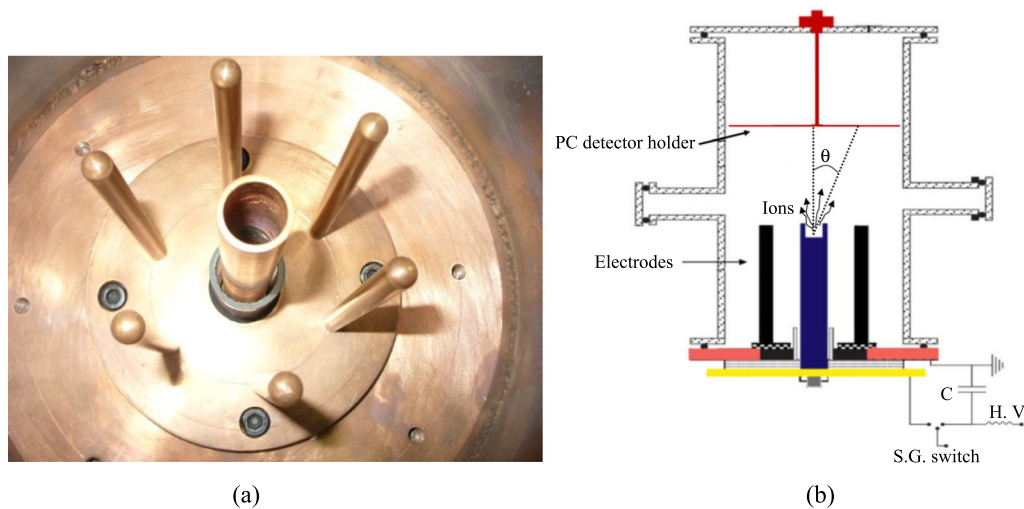 PC detector holder
θ
Ions
Electrodes
C
H. V
S.G. switch
(a)
(b)